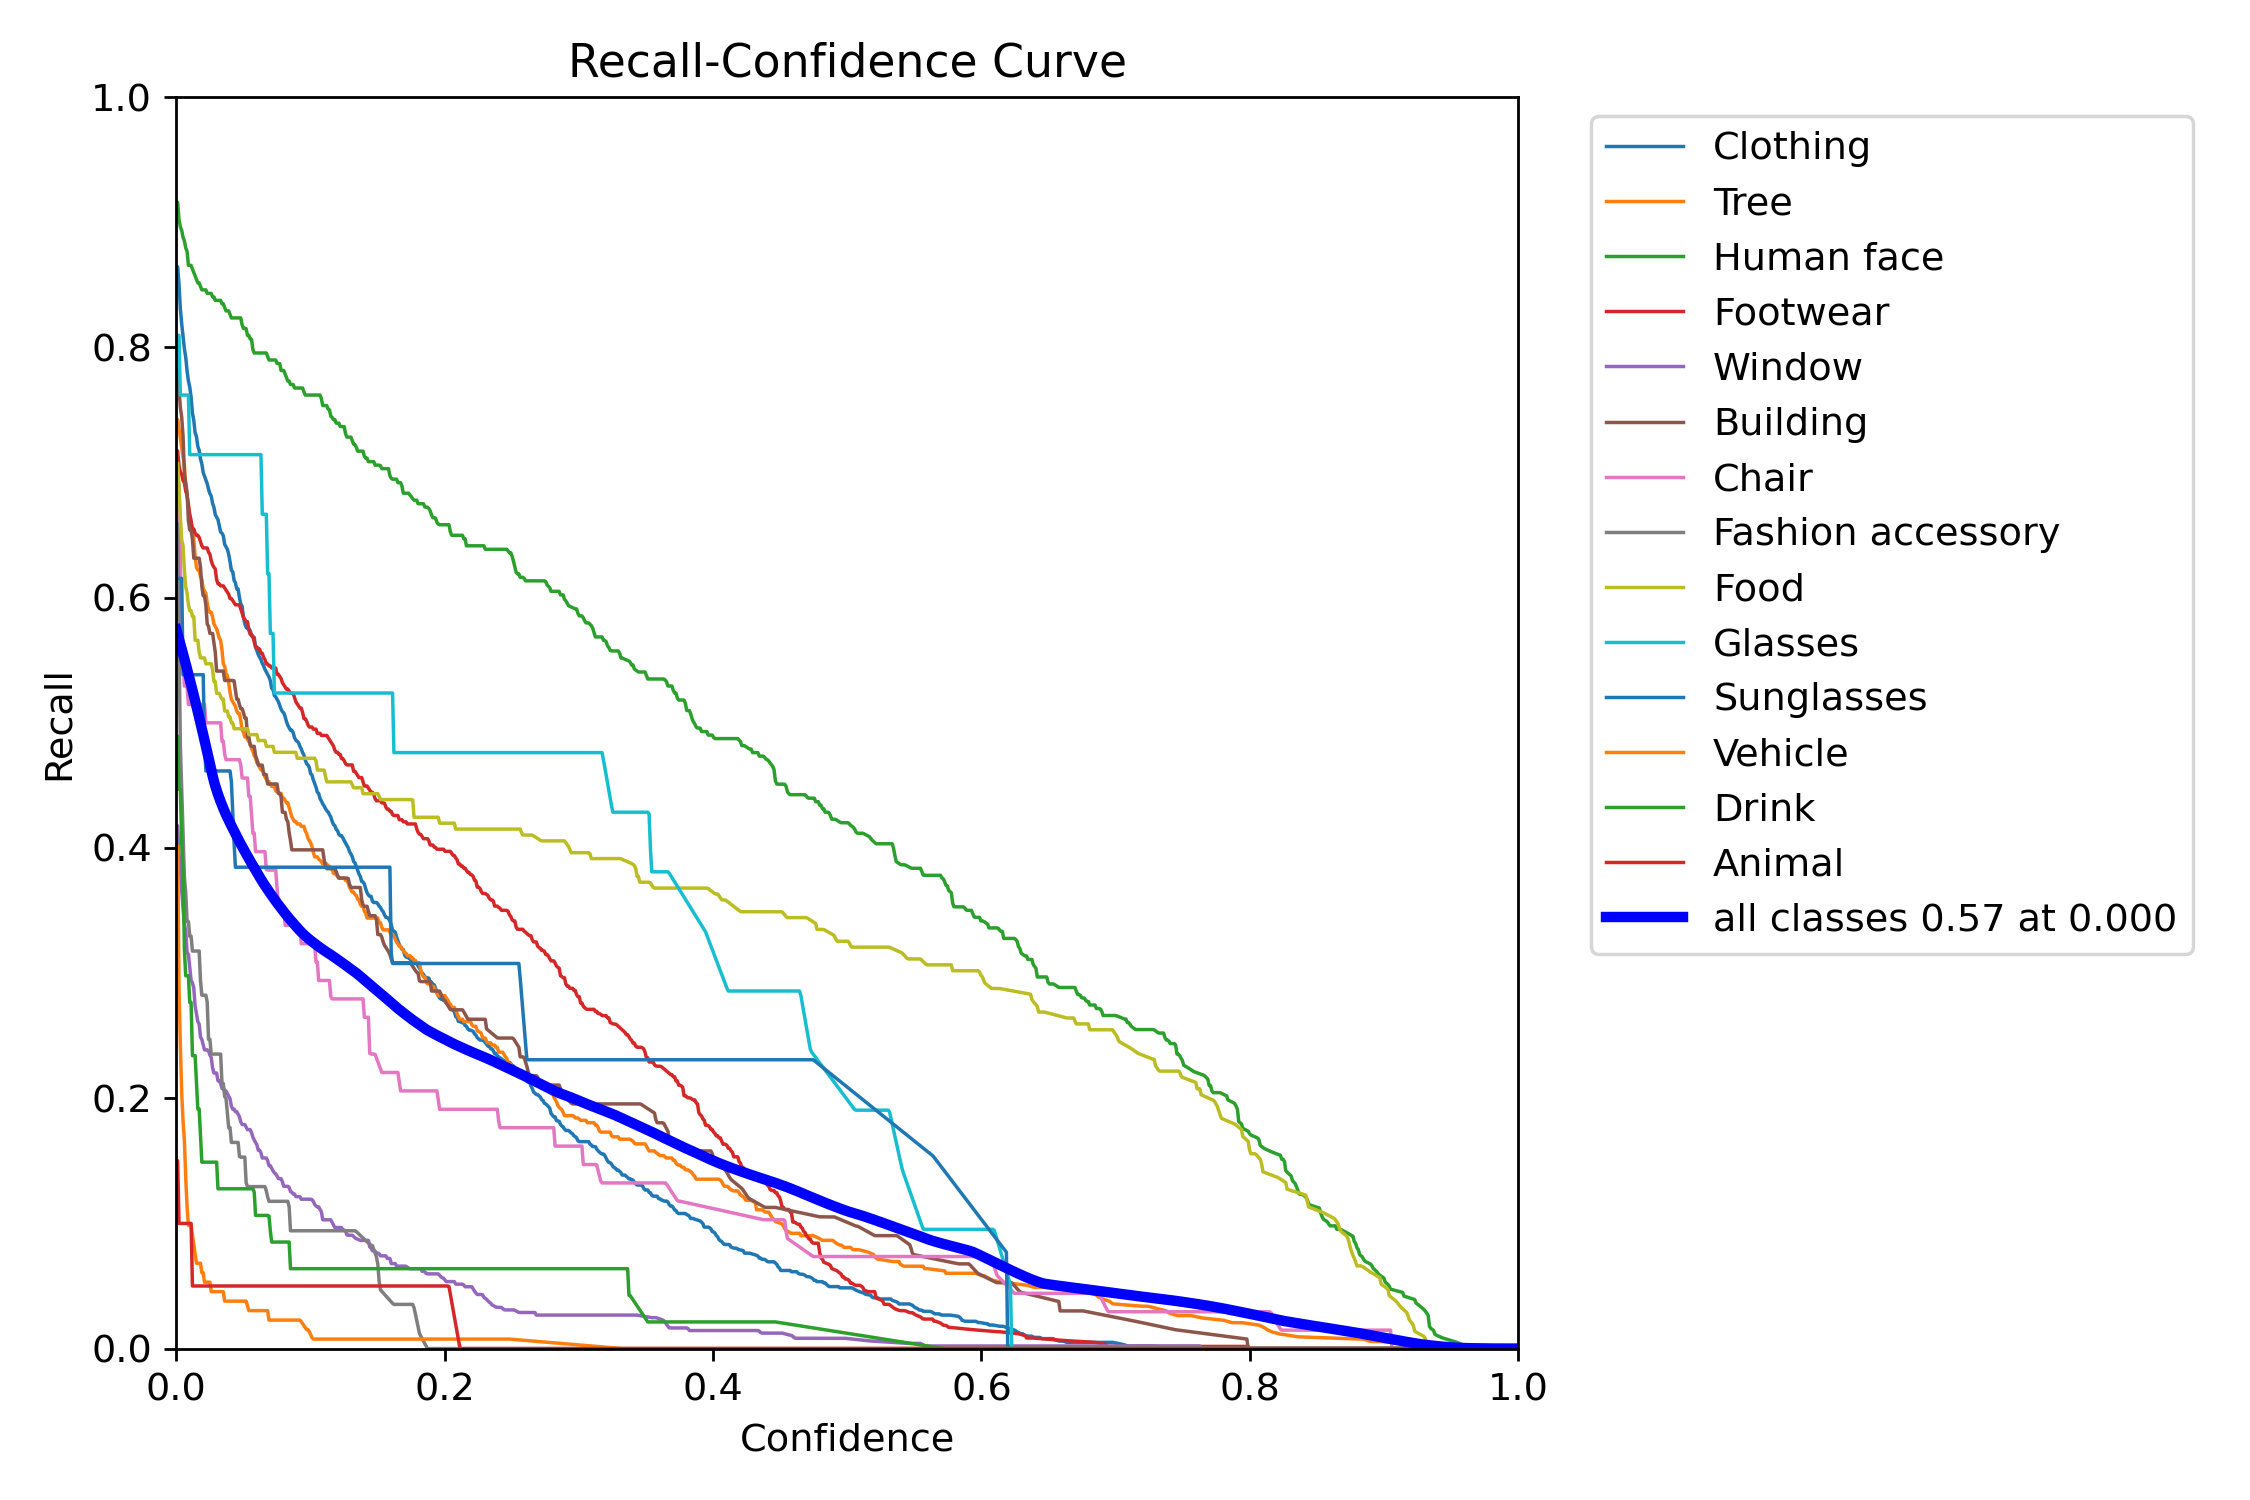 Recall-Confidence Curve
1.0
0.8
0.6
0.4
0.2
0.0
Recall
0.0 0.2 0.4 0.6 0.8 1.0
Confidence
Clothing
Tree
Human face
Footwear
Window
Building
Chair
Fashion accessory
Food
Glasses
Sunglasses
Vehicle
Drink
Animal
all classes 0.57 at 0.000